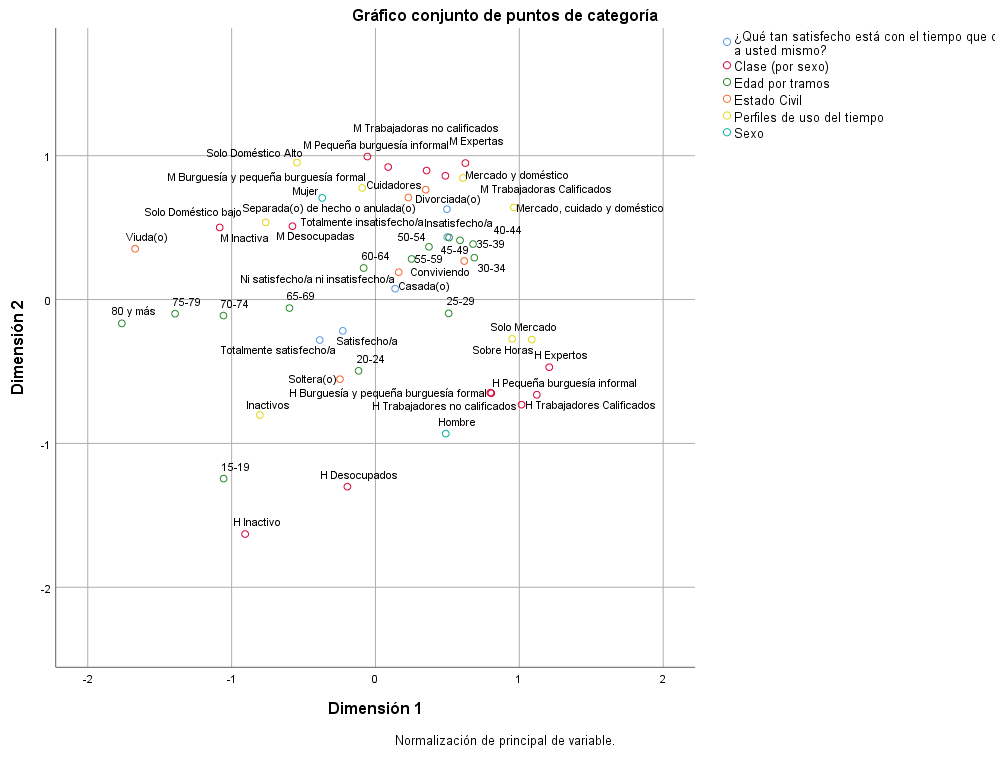 Gráfico conjunto de puntos de categoría
¿Qué tan satisfecho está con el tiempo que
a usted mismo?
Clase (por sexo)
Edad por tramos
Estado Civil
Perfiles de uso del tiempo
Sexo
M Trabajadoras no calificados
M Pequeña burguesía informal
M Expertas
Solo Doméstico Alto
M Burguesía y pequeña burguesía formal
Mercado y doméstico
Cuidadores
Mujer
M Trabajadoras Calificados
Divorciada(o)
Separada(o) de hecho o anulada(o)
Mercado, cuidado y doméstico
Solo Doméstico bajo
Totalmente insatisfecho/a
Insatisfecho/a
40-44
Viuda(o)
M Inactiva
M Desocupadas
50-54
45-49
35-39
60-64
55-59
30-34
Ni satisfecho/a ni insatisfecho/a
Conviviendo
Casada(o)
80 y más
75-79
70-74
65-69
25-29
Solo Mercado
Totalmente satisfecho/a
Satisfecho/a
Sobre Horas
H Expertos
20-24
Soltera(o)
H Pequeña burguesía informal
H Burguesía y pequeña burguesía formal
Inactivos
H Trabajadores no calificados
H Trabajadores Calificados
Hombre
15-19
H Desocupados
H Inactivo
1
0
-1
-2
Dimensión 2
-2
-1
0
1
2
Dimensión 1
Normalización de principal de variable.